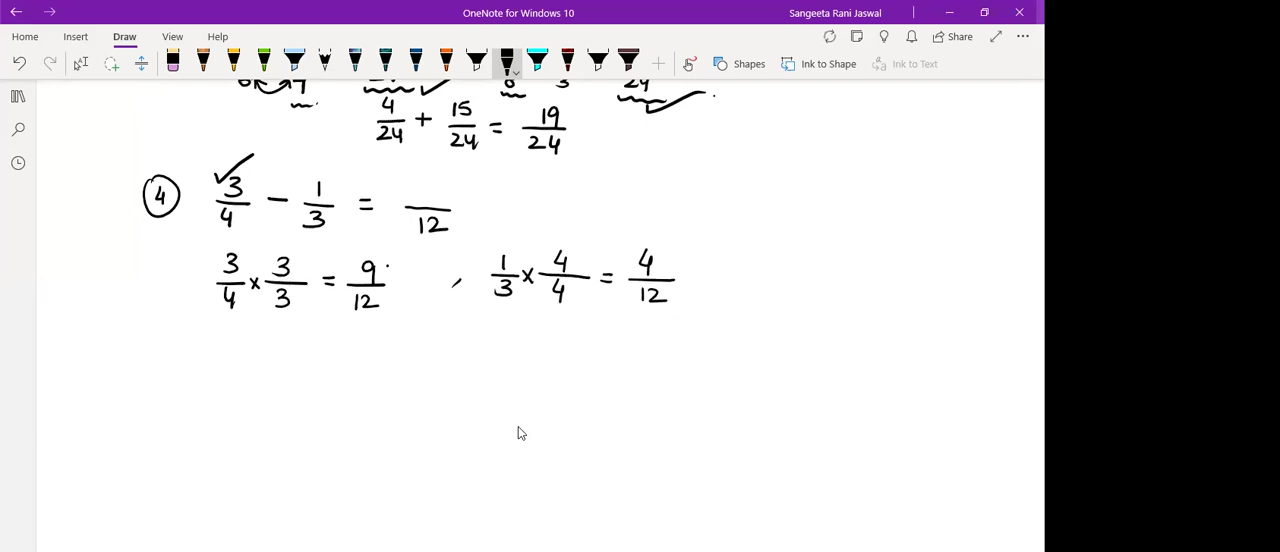 OneNote for Windows 10
Sangeeta Rani Jaswal
Home Insert Draw View Help Share
Shapes Ink to Shape Ink to Text
4/24 + 15/24 = 19/24
④ 3/4 - 1/3 = /12
3/4 × 3/3 = 9/12 , 1/3 × 4/4 = 4/12